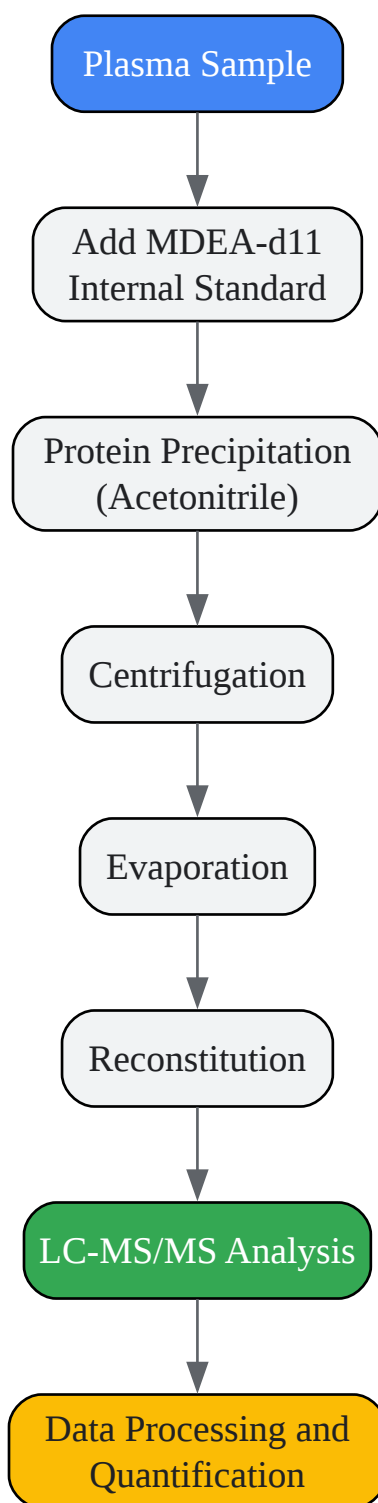 Plasma Sample
Add MDEA-d11
Internal Standard
Protein Precipitation
(Acetonitrile)
Centrifugation
Evaporation
Reconstitution
LC-MS/MS Analysis
Data Processing and
Quantification